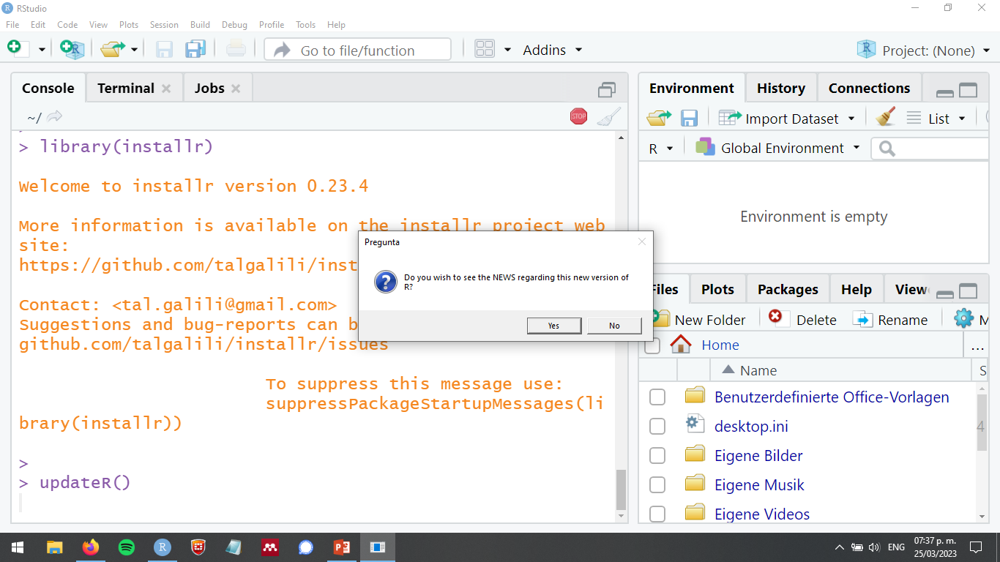 RStudio
File Edit Code View Plots Session Build Debug Profile Tools Help
Go to file/function Addins Project: (None)
Console Terminal Jobs
~/ STOP
> library(installr)
Welcome to installr version 0.23.4
More information is available on the installr project web
site:
https://github.com/talgalili/inst
Contact: <tal.galili@gmail.com>
Suggestions and bug-reports can b
github.com/talgalili/installr/issues
To suppress this message use:
suppressPackageStartupMessages(li
brary(installr))
>
> updateR()
Pregunta
Do you wish to see the NEWS regarding this new version of
R?
Yes No
Environment History Connections
Import Dataset List
R Global Environment
Environment is empty
Files Plots Packages Help View
New Folder Delete Rename M
Home ...
Name S
Benutzerdefinierte Office-Vorlagen
desktop.ini 4
Eigene Bilder
Eigene Musik
Eigene Videos
ENG
07:37 p. m.
25/03/2023